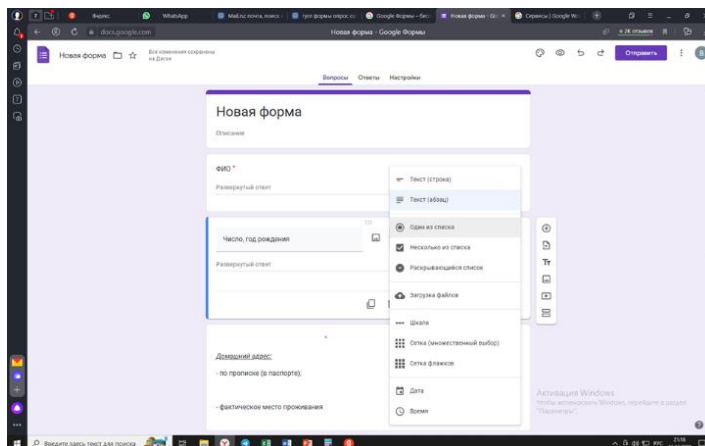 Яндекс
WhatsApp
Новая форма - Google Формы
docs.google.com
Новая форма
Все изменения сохранены на Диске
Отправить
Вопросы Ответы Настройки
Новая форма
Описание
ФИО *
Развернутый ответ
Число, год рождения
Развернутый ответ
*
Домашний адрес:
- по прописке (в паспорте);
- фактическое место проживания
Текст (строка)
Текст (абзац)
Один из списка
Несколько из списка
Раскрывающийся список
Загрузка файлов
Шкала
Сетка (множественный выбор)
Сетка флажков
Дата
Время
Тт
Активация Windows
Чтобы активировать Windows, перейдите в раздел
"Параметры".
Введите здесь текст для поиска
РУС